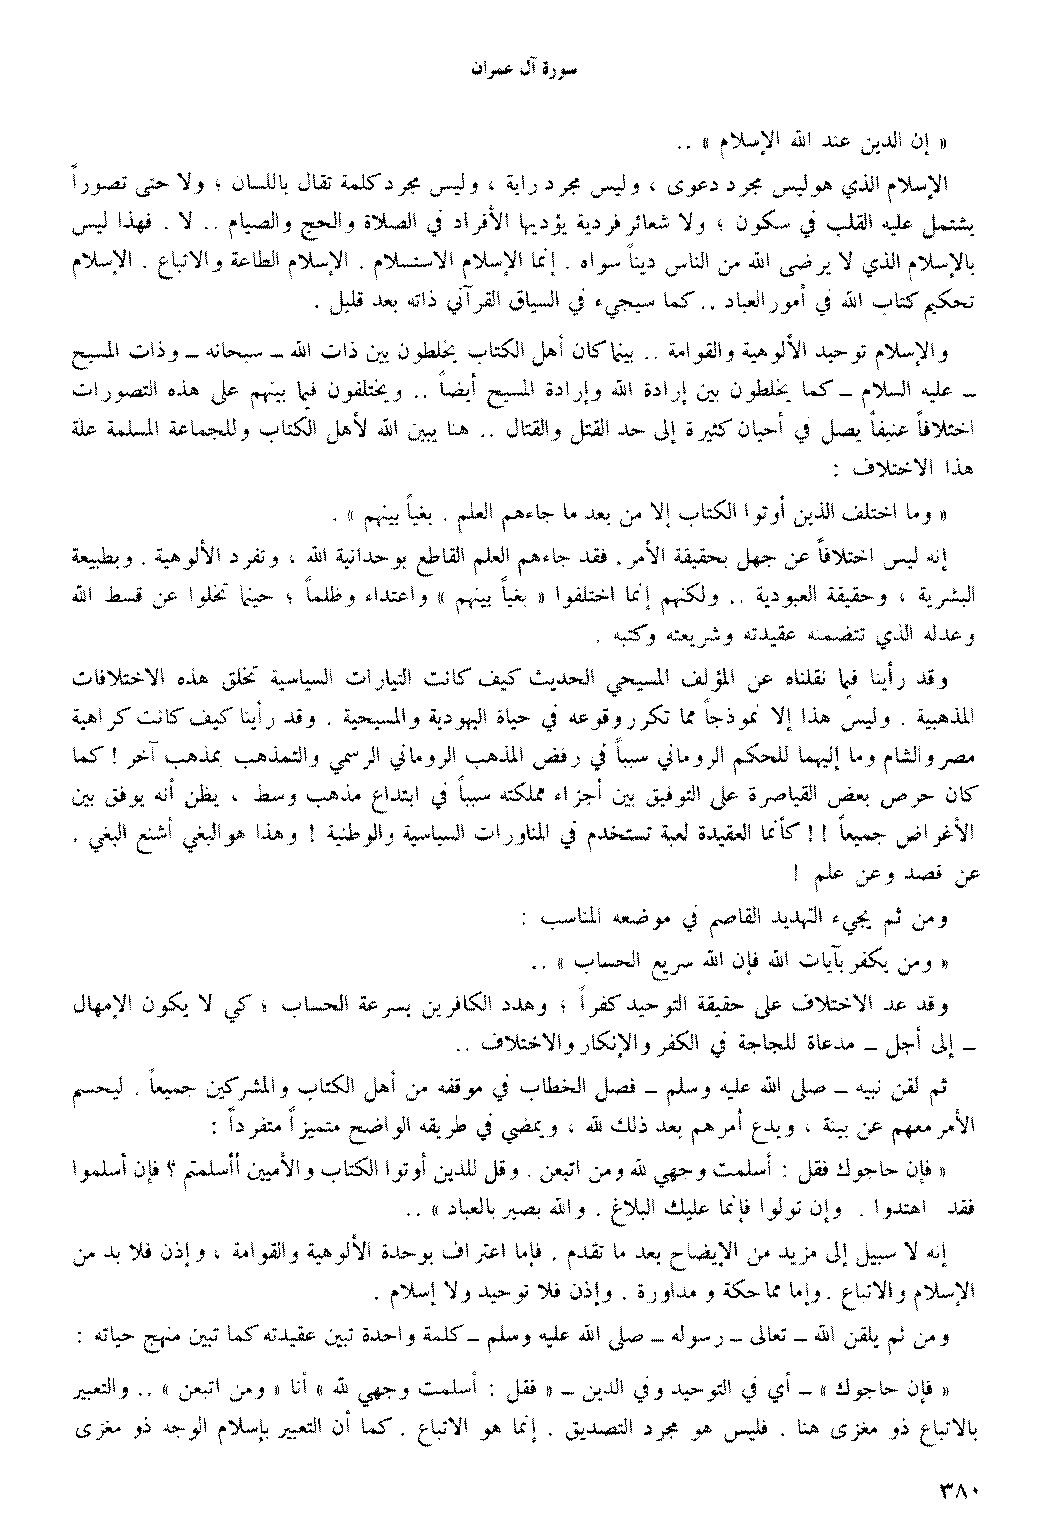 سورة آل عمران
« إن الدين عند الله الإسلام » ..
الإسلام الذي هو ليس مجرد دعوى ، وليس مجرد راية ، وليس مجرد كلمة تقال باللسان ؛ ولا حتى تصوراً
يشتمل عليه القلب في سكون ؛ ولا شعائر فردية يؤديها الأفراد في الصلاة والحج والصيام .. لا . فهذا ليس
بالإسلام الذي لا يرضى الله من الناس ديناً سواه . إنما الإسلام الاستسلام . الإسلام الطاعة والاتباع . الإسلام
تحكيم كتاب الله في أمور العباد .. كما سيجيء في السياق القرآني ذاته بعد قليل .
والإسلام توحيد الألوهية والقوامة .. بينما كان أهل الكتاب يخلطون بين ذات الله – سبحانه – وذات المسيح
– عليه السلام – كما يخلطون بين إرادة الله وإرادة المسيح أيضاً .. ويختلفون فيما بينهم على هذه التصورات
اختلافاً عنيفاً يصل في أحيان كثيرة إلى حد القتل والقتال .. هنا يبين الله لأهل الكتاب وللجماعة المسلمة علة
هذا الاختلاف :
« وما اختلف الذين أوتوا الكتاب إلا من بعد ما جاءهم العلم . بغياً بينهم » .
إنه ليس اختلافاً عن جهل بحقيقة الأمر . فقد جاءهم العلم القاطع بوحدانية الله ، وتفرد الألوهية . وبطبيعة
البشرية ، وحقيقة العبودية .. ولكنهم إنما اختلفوا « بغياً بينهم » واعتداء وظلماً ؛ حينما تخلوا عن قسط الله
وعدله الذي تتضمنه عقيدته وشريعته وكتبه .
وقد رأينا فيما نقلناه عن المؤلف المسيحي الحديث كيف كانت التيارات السياسية تخلق هذه الاختلافات
المذهبية . وليس هذا إلا نموذجاً مما تكرر وقوعه في حياة اليهودية والمسيحية . وقد رأينا كيف كانت كراهية
مصر والشام وما إليهما للحكم الروماني سبباً في رفض المذهب الروماني الرسمي والتمذهب بمذهب آخر ! كما
كان حرص بعض القياصرة على التوفيق بين أجزاء مملكته سبباً في ابتداع مذهب وسط ، يظن أنه يوفق بين
الأغراض جميعاً ! ! كأنما العقيدة لعبة تستخدم في المناورات السياسية والوطنية ! وهذا هو البغي أشنع البغي .
عن قصد وعن علم !
ومن ثم يجيء التهديد القاصم في موضعه المناسب :
« ومن يكفر بآيات الله فإن الله سريع الحساب » ..
وقد عد الاختلاف على حقيقة التوحيد كفراً ؛ وهدد الكافرين بسرعة الحساب ؛ كي لا يكون الإمهال
– إلى أجل – مدعاة للجاجة في الكفر والإنكار والاختلاف ..
ثم لقن نبيه – صلى الله عليه وسلم – فصل الخطاب في موقفه من أهل الكتاب والمشركين جميعاً . ليحسم
الأمر معهم عن بينة ، ويدع أمرهم بعد ذلك لله ، ويمضي في طريقه الواضح متميزاً متفرداً :
« فإن حاجوك فقل : أسلمت وجهي لله ومن اتبعن . وقل للذين أوتوا الكتاب والأميين أأسلمتم ؟ فإن أسلموا
فقد اهتدوا . وإن تولوا فإنما عليك البلاغ . والله بصير بالعباد » ..
إنه لا سبيل إلى مزيد من الإيضاح بعد ما تقدم . فإما اعتراف بوحدة الألوهية والقوامة ، وإذن فلا بد من
الإسلام والاتباع . وإما مماحكة و مداورة . وإذن فلا توحيد ولا إسلام .
ومن ثم يلقن الله – تعالى – رسوله – صلى الله عليه وسلم – كلمة واحدة تبين عقيدته كما تبين منهج حياته :
« فإن حاجوك » – أي في التوحيد وفي الدين – « فقل : أسلمت وجهي لله » أنا « ومن اتبعن » .. والتعبير
بالاتباع ذو مغزى هنا . فليس هو مجرد التصديق . إنما هو الاتباع . كما أن التعبير بإسلام الوجه ذو مغزى
٣٨٠